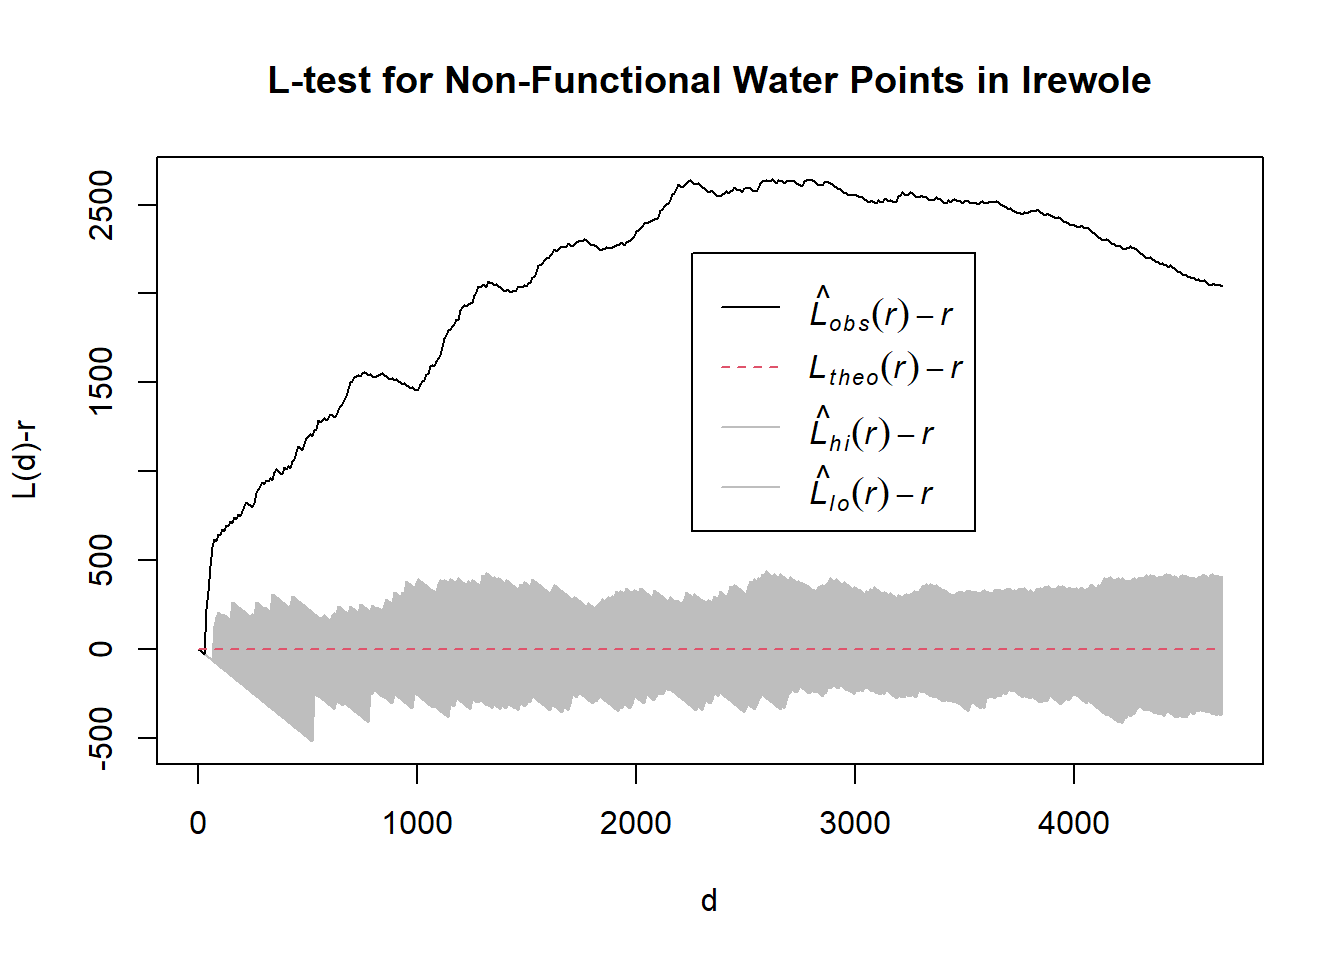 L-test for Non-Functional Water Points in Irewole
L(d)-r
2500
1500
500
0
-500
L̂obs(r) – r
Ltheo(r) – r
L̂hi(r) – r
L̂lo(r) – r
0 1000 2000 3000 4000
d